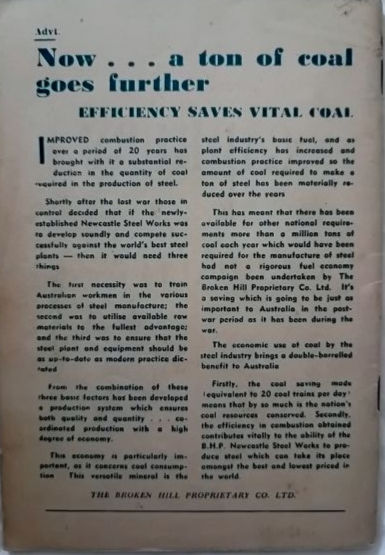 Advt.
Now . . . a ton of coal
goes further
EFFICIENCY SAVES VITAL COAL
IMPROVED combustion practice
over a period of 20 years has
brought with it a substantial re-
duction in the quantity of coal
required in the production of steel.
Shortly after the last war those in
control decided that if the newly-
established Newcastle Steel Works was
to develop soundly and compete suc-
cessfully against the world's best steel
plants — then it would need three
things
The first necessity was to train
Australian workmen in the various
processes of steel manufacture; the
second was to utilise available raw
materials to the fullest advantage;
and the third was to ensure that the
steel plant and equipment should be
as up-to-date as modern practice dic-
tated
From the combination of these
three basic factors has been developed
a production system which ensures
both quality and quantity . . . co-
ordinated production with a high
degree of economy.
This economy is particularly im-
portant, as it concerns coal consump-
tion This versatile mineral is the
steel industry's basic fuel, and as
plant efficiency has increased and
combustion practice improved so the
amount of coal required to make a
ton of steel has been materially re-
duced over the years
This has meant that there has been
available for other national require-
ments more than a million tons of
coal each year which would have been
required for the manufacture of steel
had not a rigorous fuel economy
campaign been undertaken by The
Broken Hill Proprietary Co. Ltd. It's
a saving which is going to be just as
important to Australia in the post-
war period as it has been during the
war.
The economic use of coal by the
steel industry brings a double-barrelled
benefit to Australia
Firstly, the coal saving made
(equivalent to 20 coal trains per day)
means that by so much is the nation's
coal resources conserved. Secondly,
the efficiency in combustion obtained
contributes vitally to the ability of the
B.H.P. Newcastle Steel Works to pro-
duce steel which can take its place
amongst the best and lowest priced in
the world.
THE BROKEN HILL PROPRIETARY CO. LTD.